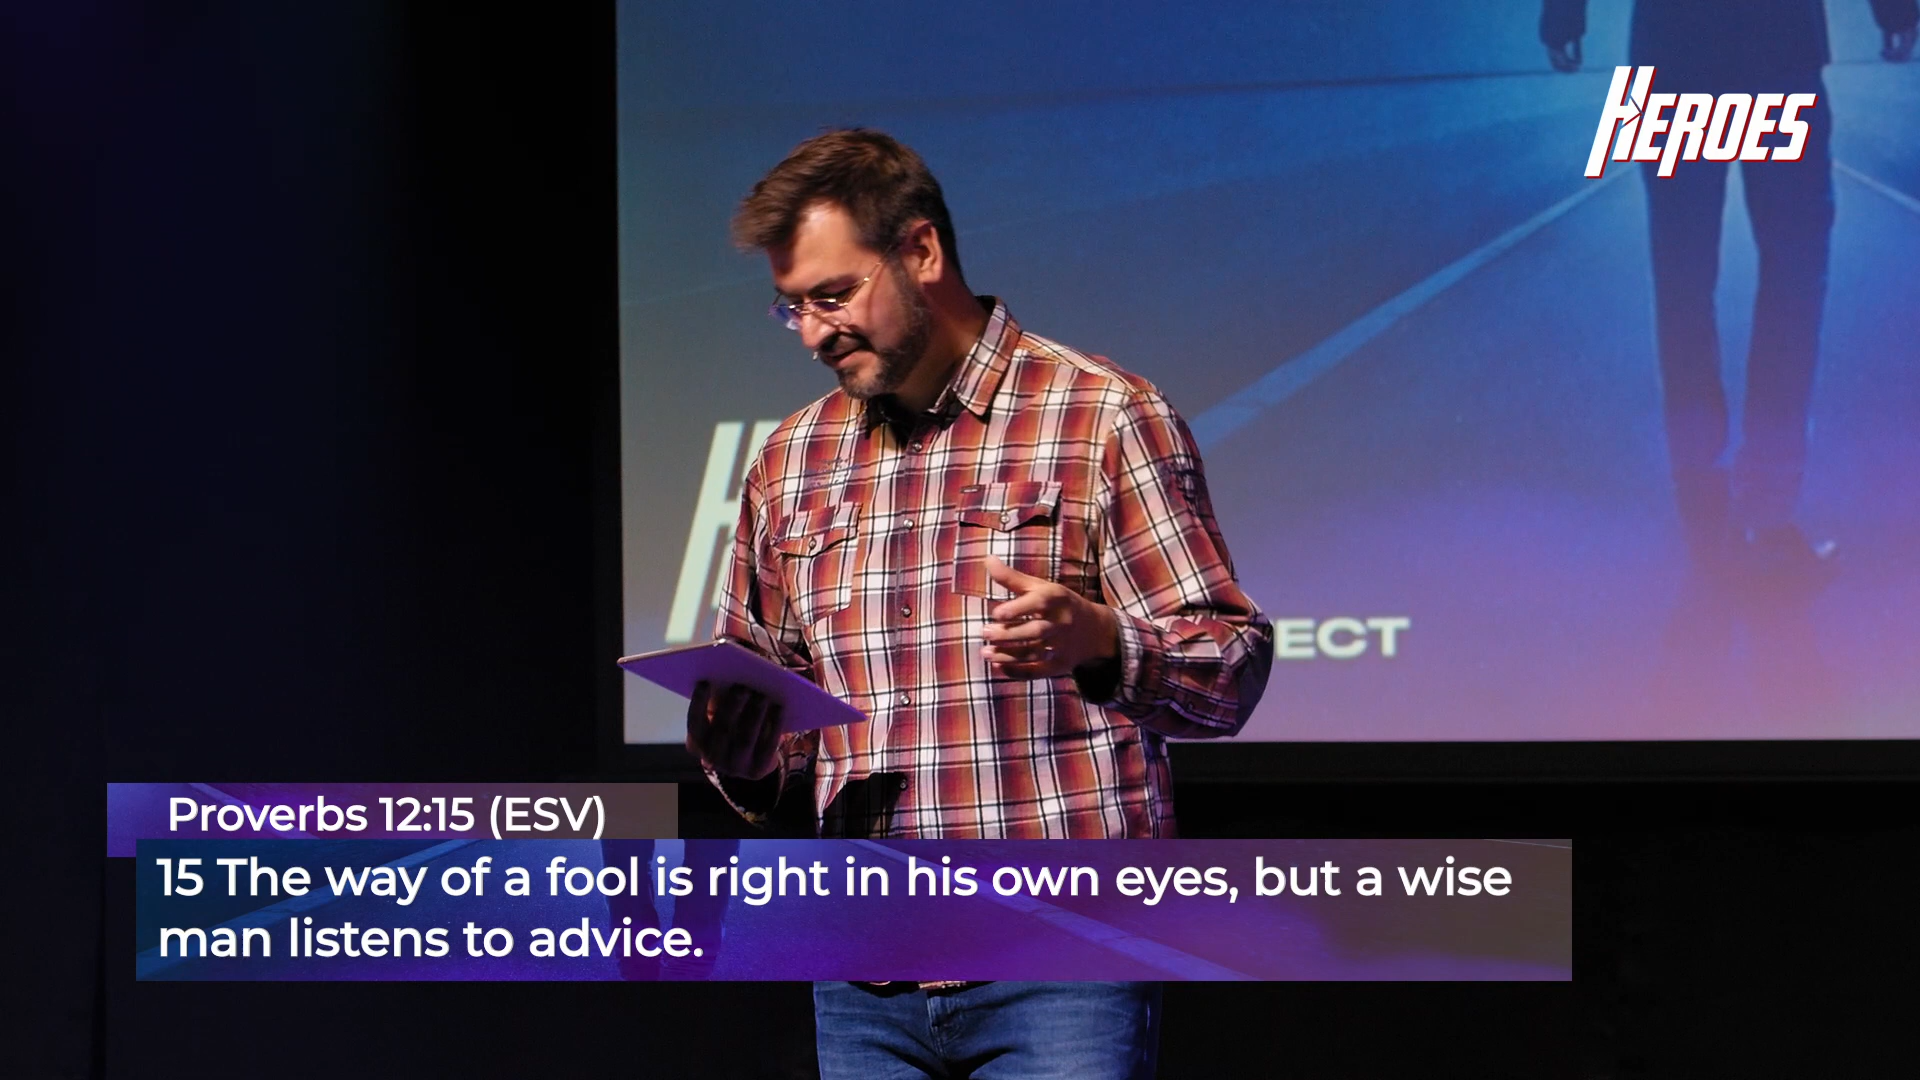 HEROES
H
ECT
Proverbs 12:15 (ESV)
15 The way of a fool is right in his own eyes, but a wise
man listens to advice.